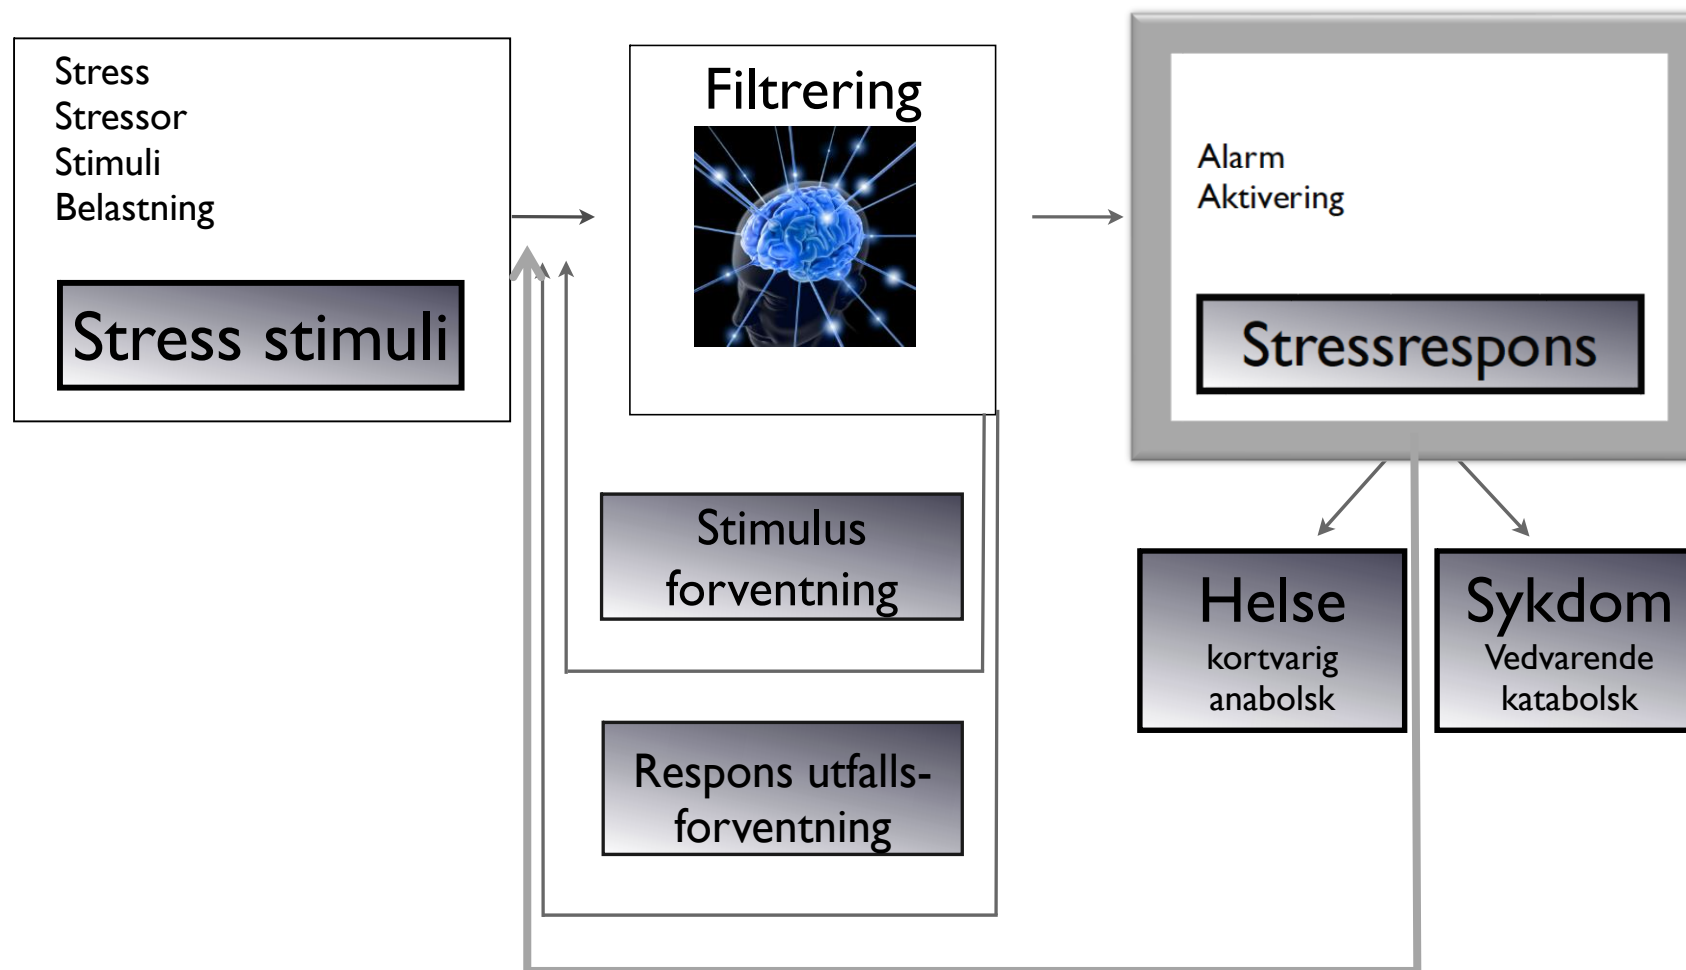 Stress
Stressor
Stimuli
Belastning
Stress stimuli
Filtrering
Stimulus
forventning
Respons utfalls-
forventning
Alarm
Aktivering
Stressrespons
Helse
kortvarig
anabolsk
Sykdom
Vedvarende
katabolsk